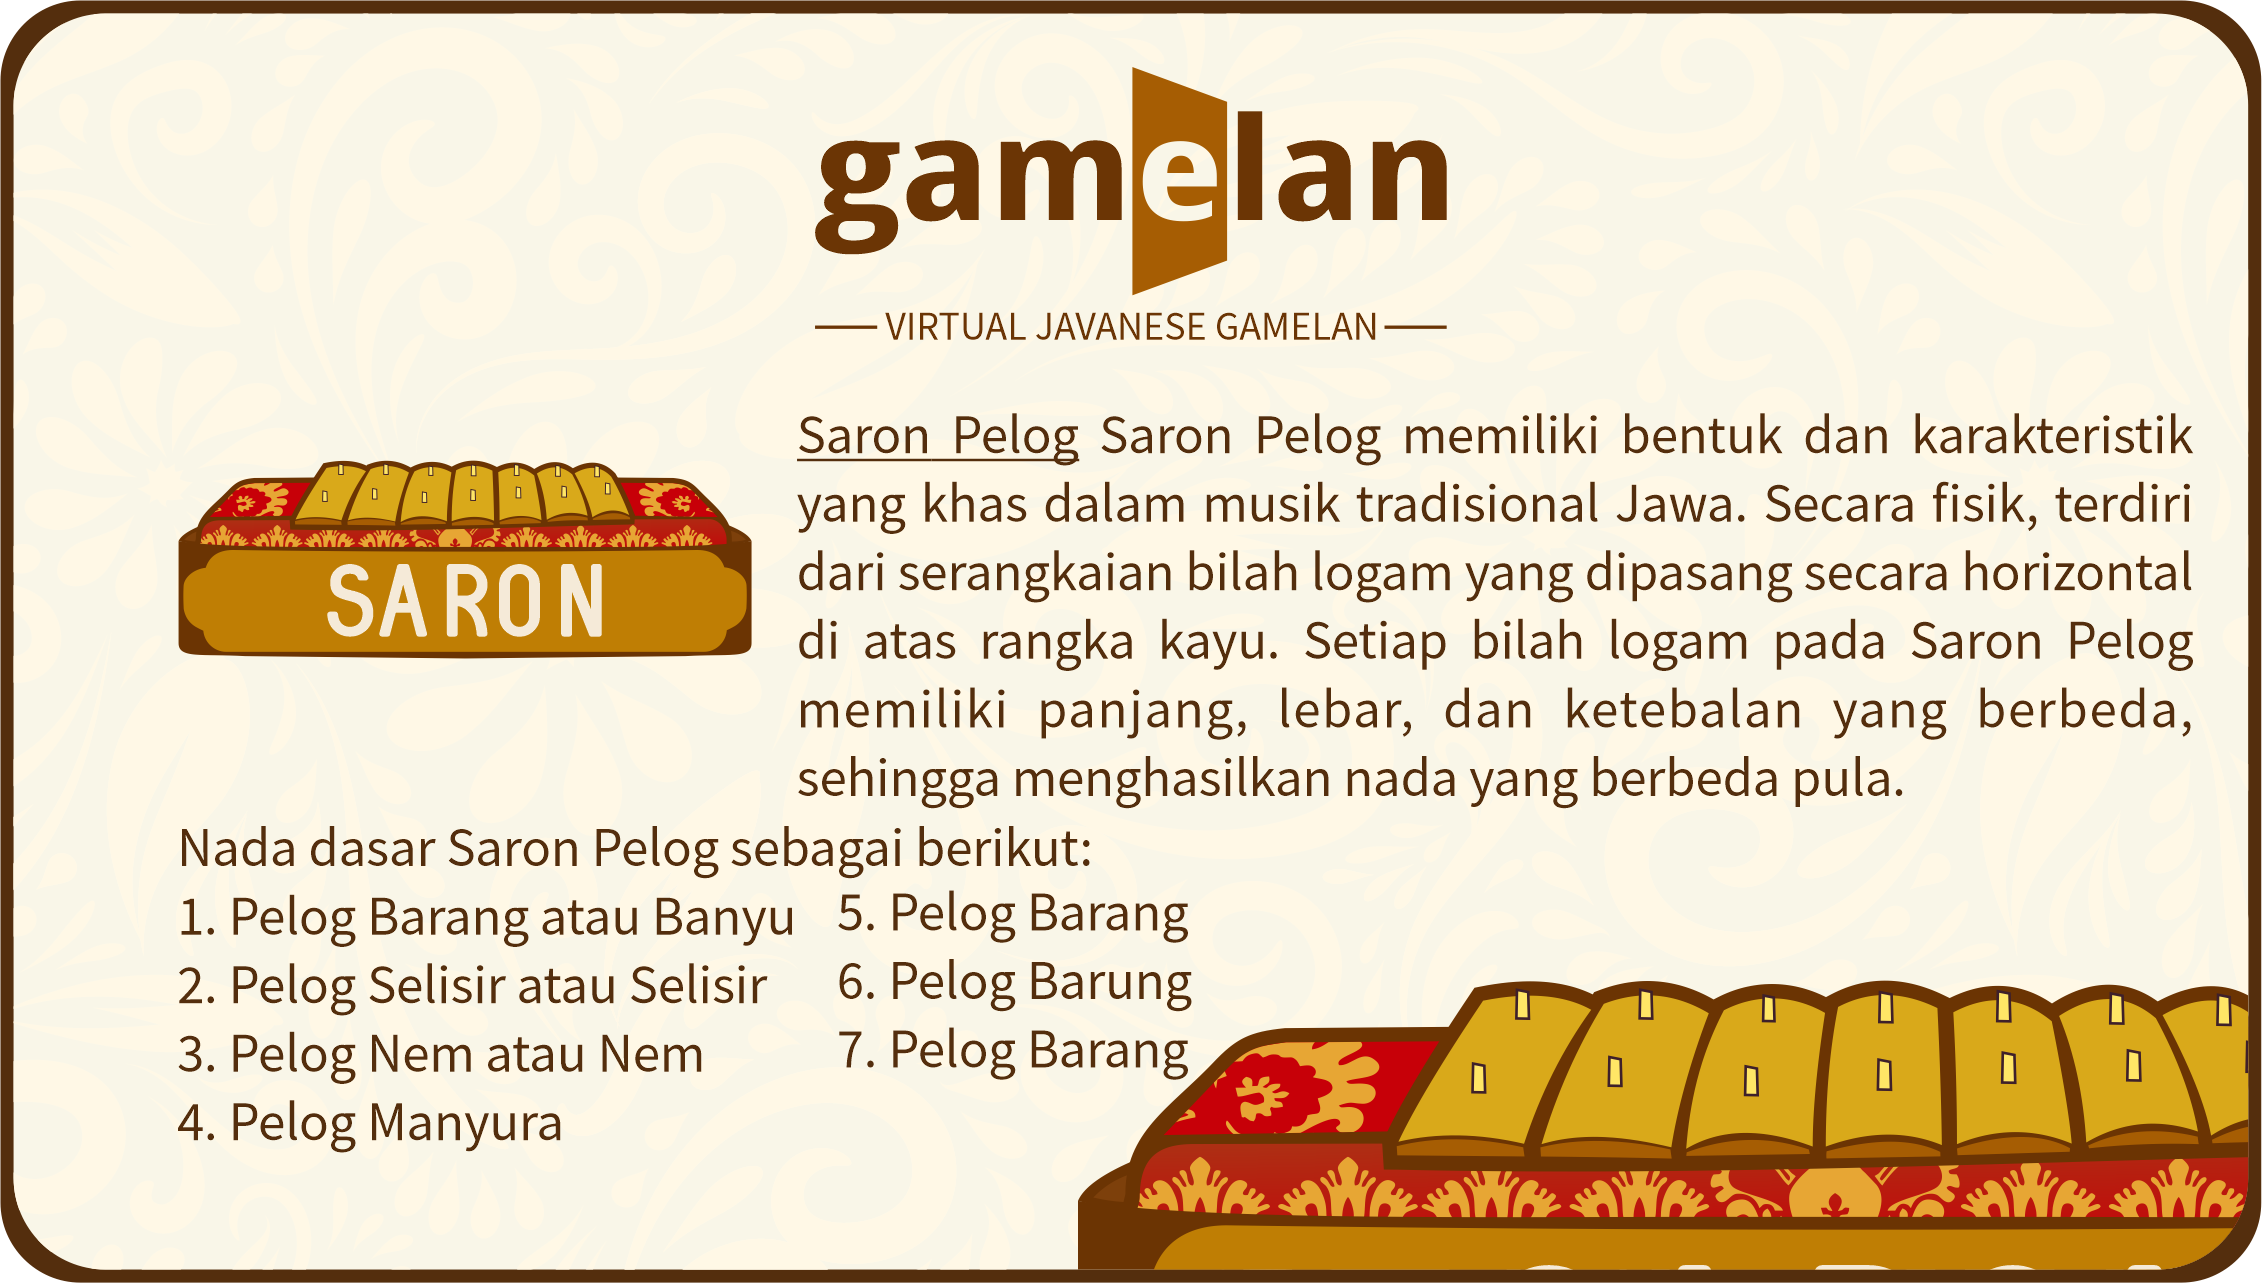 gamelan
VIRTUAL JAVANESE GAMELAN
Saron Pelog Saron Pelog memiliki bentuk dan karakteristik
yang khas dalam musik tradisional Jawa. Secara fisik, terdiri
dari serangkaian bilah logam yang dipasang secara horizontal
di atas rangka kayu. Setiap bilah logam pada Saron Pelog
memiliki panjang, lebar, dan ketebalan yang berbeda,
sehingga menghasilkan nada yang berbeda pula.
SARON
Nada dasar Saron Pelog sebagai berikut:
1. Pelog Barang atau Banyu
2. Pelog Selisir atau Selisir
3. Pelog Nem atau Nem
4. Pelog Manyura
5. Pelog Barang
6. Pelog Barung
7. Pelog Barang